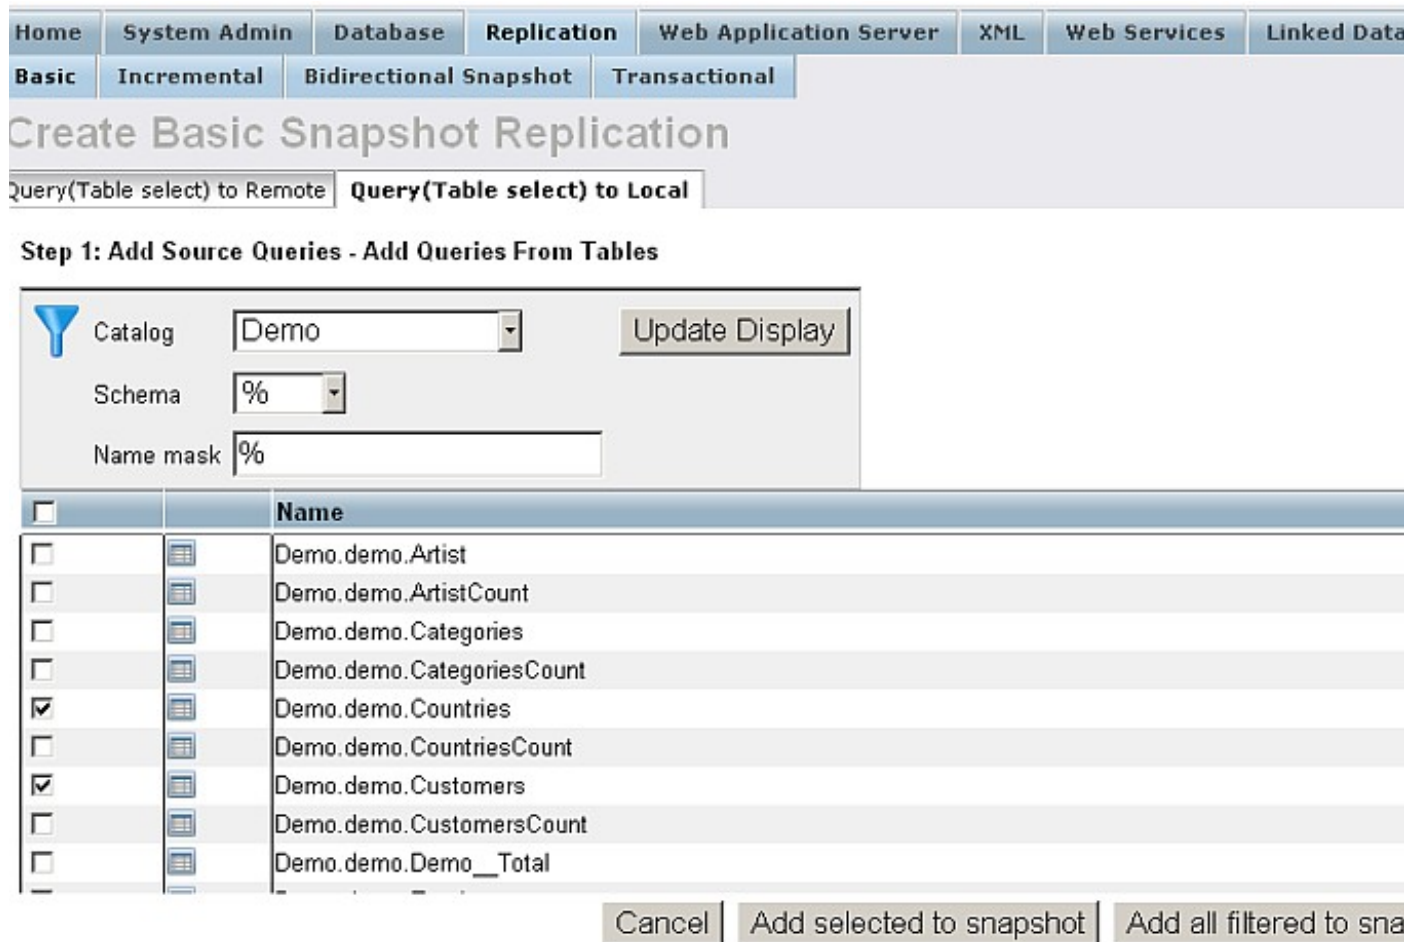 Home System Admin Database Replication Web Application Server XML Web Services Linked Data
Basic Incremental Bidirectional Snapshot Transactional
Create Basic Snapshot Replication
Query(Table select) to Remote Query(Table select) to Local
Step 1: Add Source Queries - Add Queries From Tables
Catalog Demo Update Display
Schema %
Name mask %
Name
Demo.demo.Artist
Demo.demo.ArtistCount
Demo.demo.Categories
Demo.demo.CategoriesCount
Demo.demo.Countries
Demo.demo.CountriesCount
Demo.demo.Customers
Demo.demo.CustomersCount
Demo.demo.Demo__Total
Cancel Add selected to snapshot Add all filtered to sna